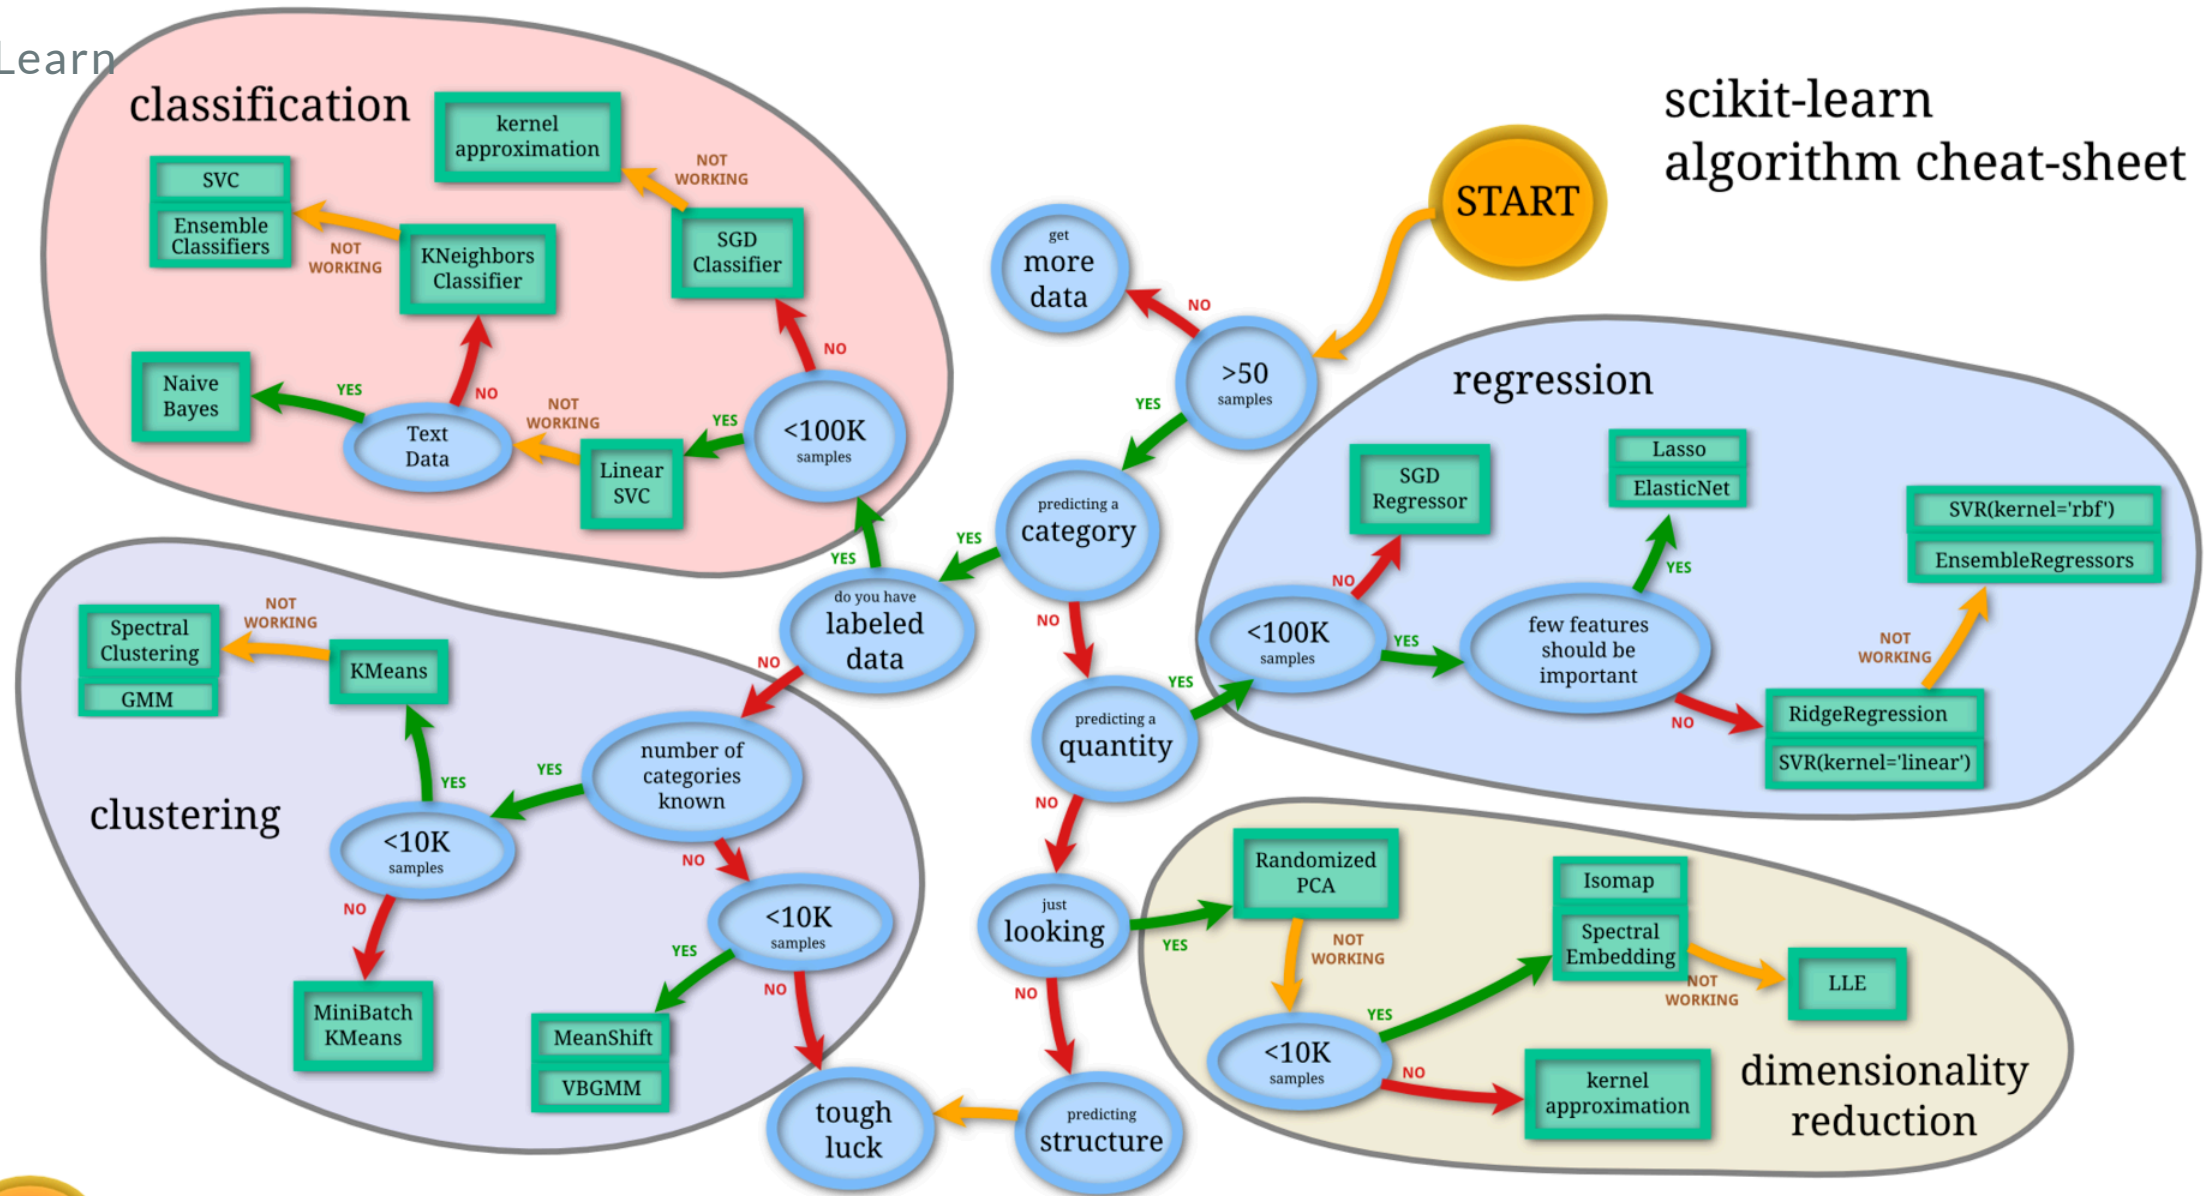 Learn
scikit-learn
algorithm cheat-sheet
START
classification
kernel
approximation
NOT
WORKING
SVC
Ensemble
Classifiers
NOT
WORKING
KNeighbors
Classifier
SGD
Classifier
NO
Naive
Bayes
YES
NO
Text
Data
NOT
WORKING
Linear
SVC
YES
<100K
samples
YES
get
more
data
NO
>50
samples
YES
predicting a
category
YES
NO
do you have
labeled
data
NO
predicting a
quantity
YES
NO
just
looking
YES
NO
predicting
structure
tough
luck
regression
SGD
Regressor
NO
Lasso
ElasticNet
YES
SVR(kernel='rbf')
EnsembleRegressors
NOT
WORKING
<100K
samples
YES
few features
should be
important
NO
RidgeRegression
SVR(kernel='linear')
clustering
Spectral
Clustering
GMM
NOT
WORKING
KMeans
YES
number of
categories
known
YES
NO
<10K
samples
NO
MiniBatch
KMeans
<10K
samples
YES
NO
MeanShift
VBGMM
Randomized
PCA
NOT
WORKING
Isomap
Spectral
Embedding
NOT
WORKING
LLE
YES
<10K
samples
NO
kernel
approximation
dimensionality
reduction